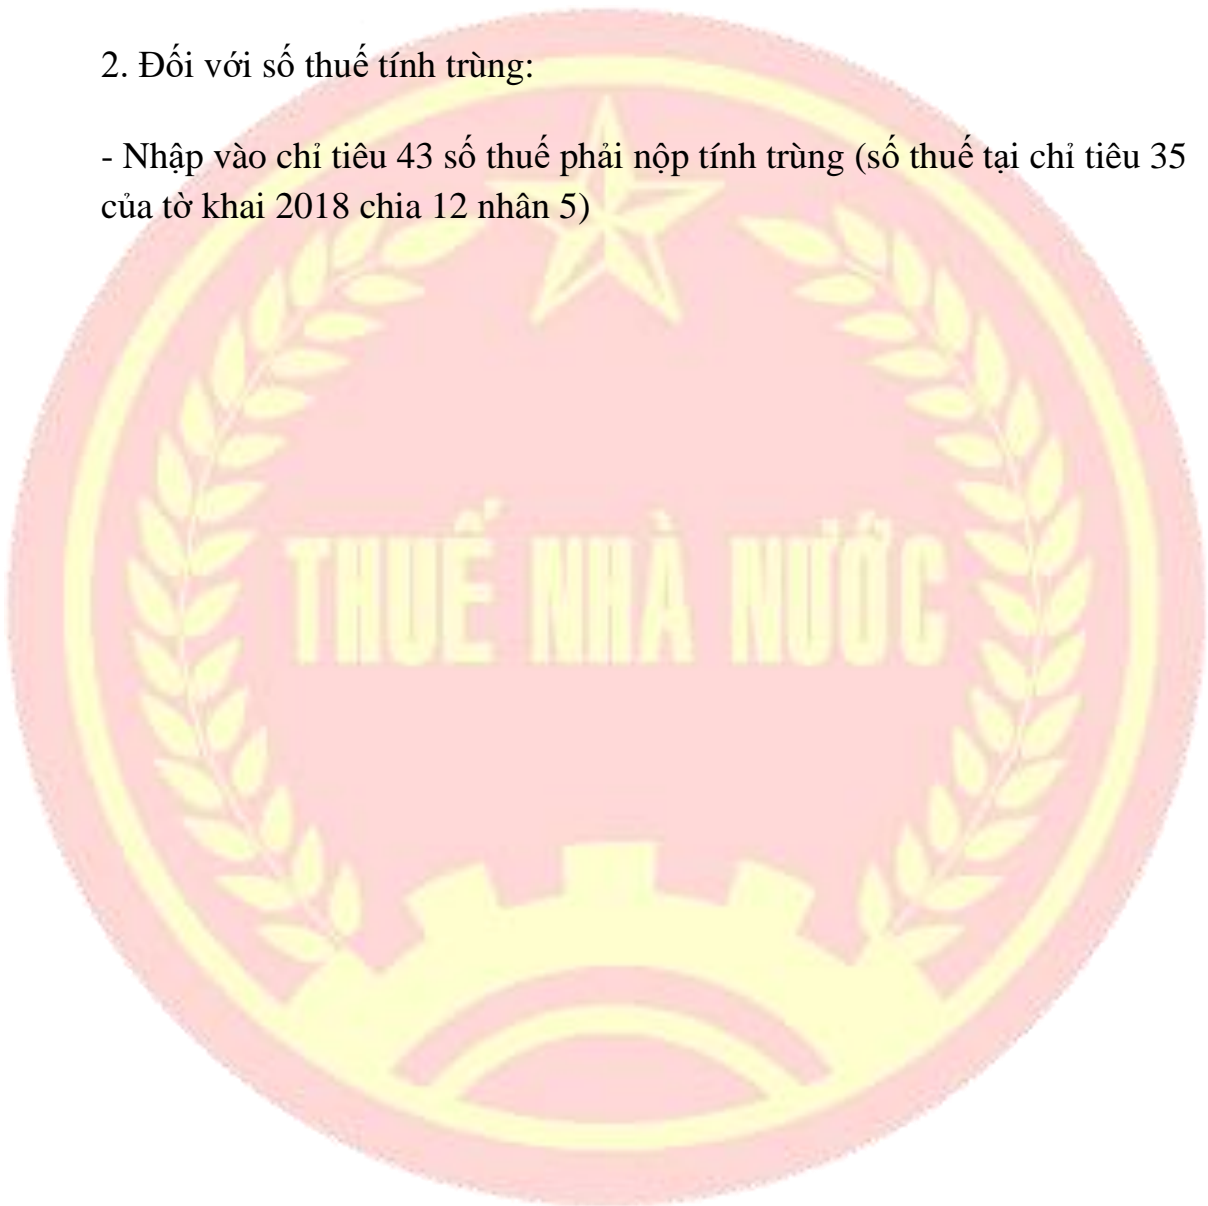 2. Đối với số thuế tính trùng:
- Nhập vào chỉ tiêu 43 số thuế phải nộp tính trùng (số thuế tại chỉ tiêu 35
của tờ khai 2018 chia 12 nhân 5)
THUẾ NHÀ NƯỚC